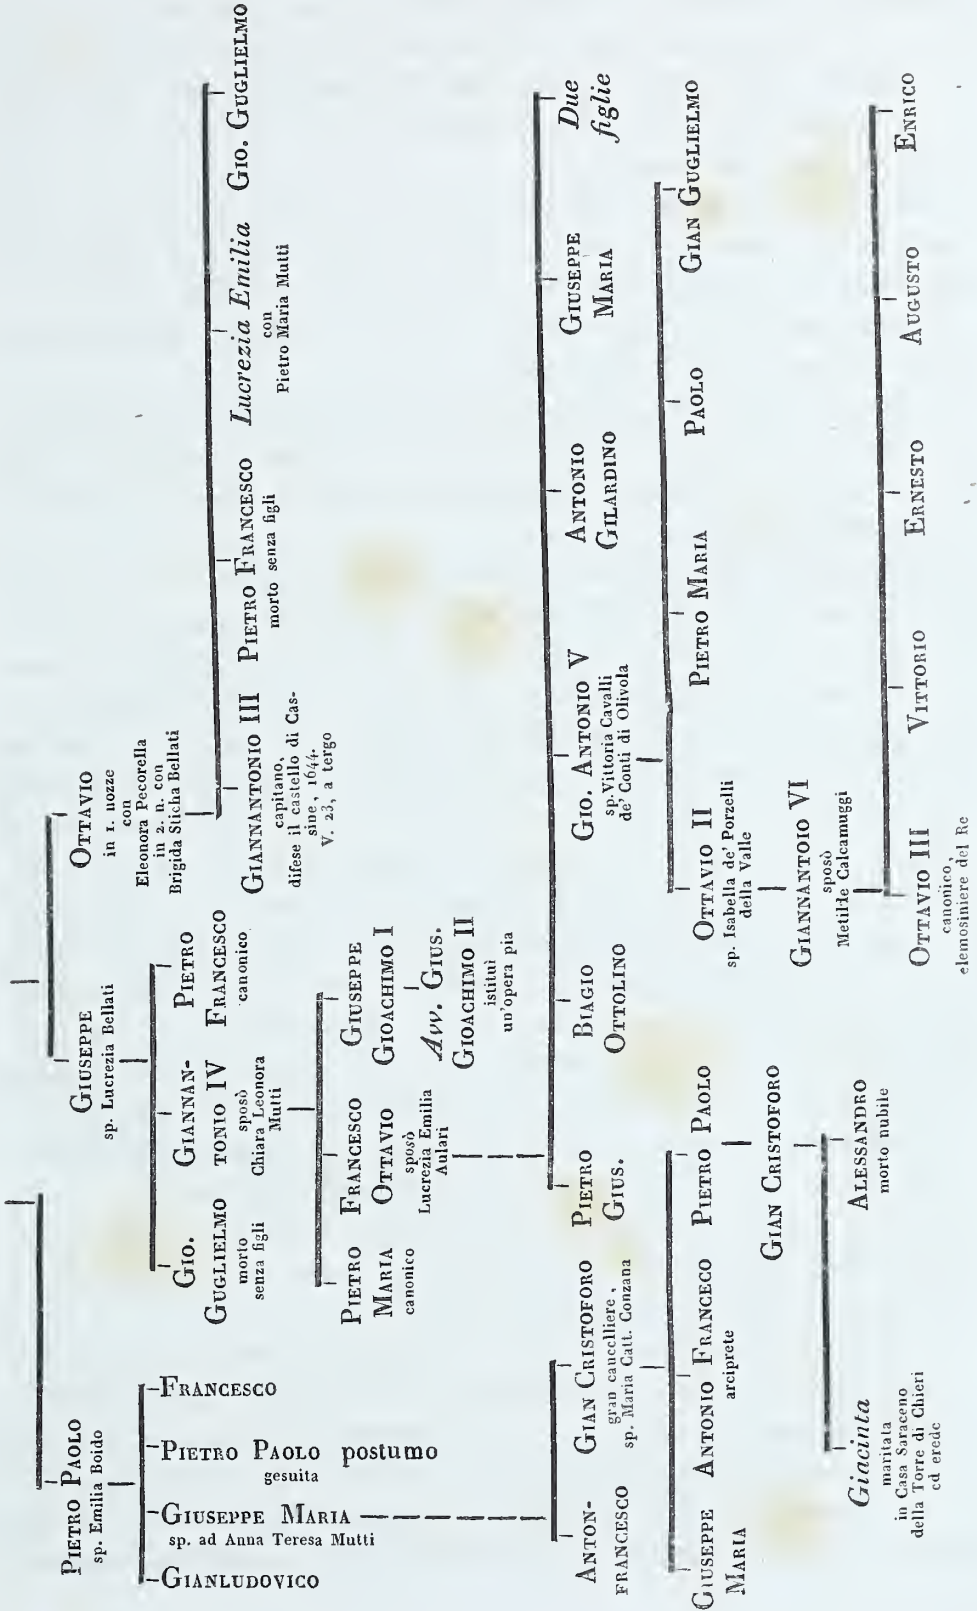 PIETRO PAOLO
sp. Emilia Boido
GIUSEPPE
sp. Lucrezia Bellati
OTTAVIO
in 1. nozze
con
Eleonora Pecorella
in 2. n. con
Brigida Sticha Bellati
GIANLUDOVICO
GIUSEPPE MARIA
sp. ad Anna Teresa Mutti
PIETRO PAOLO postumo
gesuita
FRANCESCO
GIO.
GUGLIELMO
morto
senza figli
GIANNAN-
TONIO IV
sposò
Chiara Leonora
Mutti
PIETRO
FRANCESCO
canonico
GIANNANTONIO III
capitano,
difese il castello di Cas-
sine, 1644.
V. 23, a tergo
PIETRO FRANCESCO
morto senza figli
Lucrezia Emilia
con
Pietro Maria Mutti
GIO. GUGLIELMO
PIETRO
MARIA
canonico
FRANCESCO
OTTAVIO
sposò
Lucrezia Emilia
Aulari
GIUSEPPE
GIOACHIMO I
Avv. GIUS.
GIOACHIMO II
istituì
un'opera pia
ANTON-
FRANCESCO
GIAN CRISTOFORO
gran cancelliere,
sp. Maria Catt. Conzana
PIETRO
GIUS.
BIAGIO
OTTOLINO
GIO. ANTONIO V
sp. Vittoria Cavalli
de' Conti di Olivola
ANTONIO
GILARDINO
GIUSEPPE
MARIA
Due
figlie
GIUSEPPE
MARIA
ANTONIO FRANCECO
arciprete
PIETRO PAOLO
OTTAVIO II
sp. Isabella de' Porzelli
della Valle
PIETRO MARIA
PAOLO
GIAN GUGLIELMO
GIAN CRISTOFORO
GIANNANTOIO VI
sposò
Metilde Calcamuggi
Giacinta
maritata
in Casa Saraceno
della Torre di Chieri
ed erede
ALESSANDRO
morto nubile
OTTAVIO III
canonico,
elemosiniere del Re
VITTORIO
ERNESTO
AUGUSTO
ENRICO